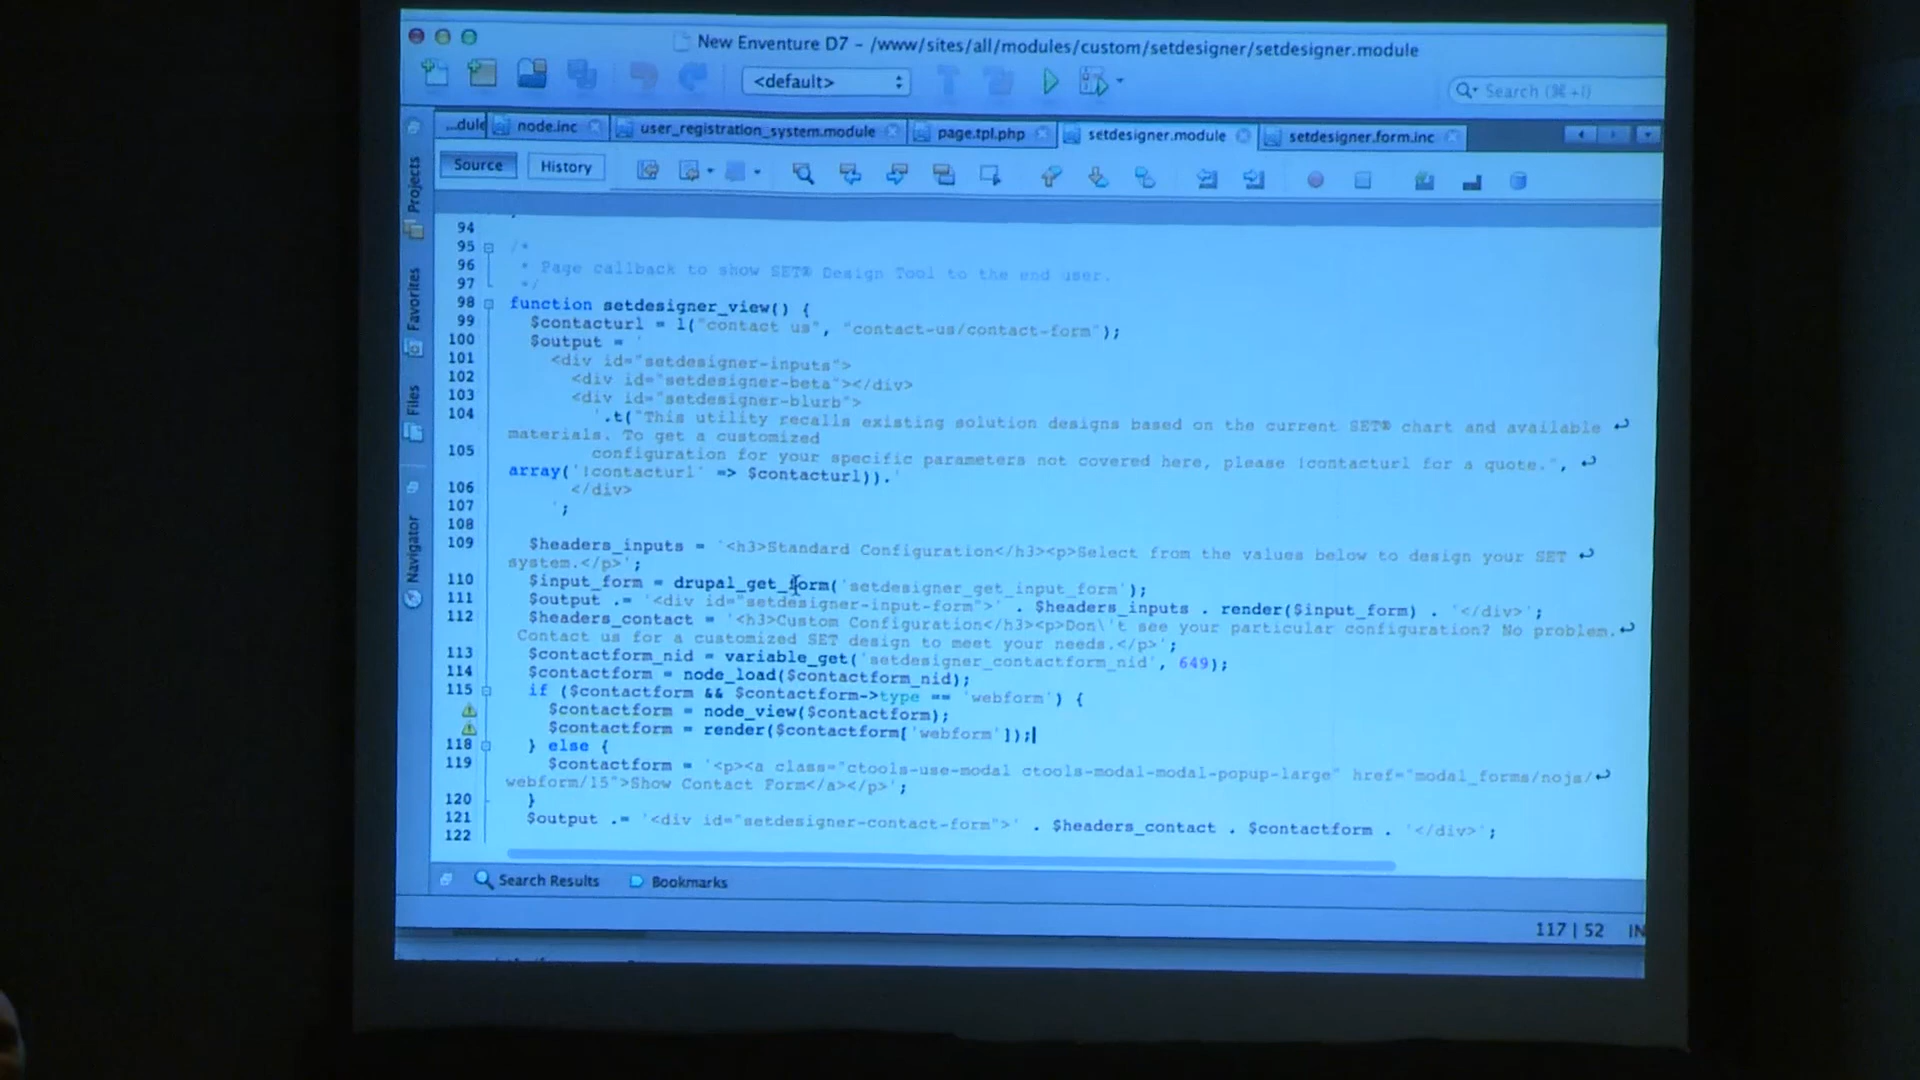 New Enventure D7 - /www/sites/all/modules/custom/setdesigner/setdesigner.module
<default>
Search (⌘+I)
...dule node.inc user_registration_system.module page.tpl.php setdesigner.module setdesigner.form.inc
Source History
Projects
Favorites
Files
Navigator
94
95 /*
96 * Page callback to show SET® Design Tool to the end user.
97 */
98 function setdesigner_view() {
99 $contacturl = l("contact us", "contact-us/contact-form");
100 $output = '
101 <div id="setdesigner-inputs">
102 <div id="setdesigner-beta"></div>
103 <div id="setdesigner-blurb">
104 '.t("This utility recalls existing solution designs based on the current SET® chart and available
materials. To get a customized
105 configuration for your specific parameters not covered here, please !contacturl for a quote.",
array('!contacturl' => $contacturl)).'
106 </div>
107 ';
108
109 $headers_inputs = '<h3>Standard Configuration</h3><p>Select from the values below to design your SET
system.</p>';
110 $input_form = drupal_get_form('setdesigner_get_input_form');
111 $output .= '<div id="setdesigner-input-form">' . $headers_inputs . render($input_form) . '</div>';
112 $headers_contact = '<h3>Custom Configuration</h3><p>Don\'t see your particular configuration? No problem.
Contact us for a customized SET design to meet your needs.</p>';
113 $contactform_nid = variable_get('setdesigner_contactform_nid', 649);
114 $contactform = node_load($contactform_nid);
115 if ($contactform && $contactform->type == 'webform') {
$contactform = node_view($contactform);
$contactform = render($contactform['webform']);
118 } else {
119 $contactform = '<p><a class="ctools-use-modal ctools-modal-modal-popup-large" href="modal_forms/nojs/
webform/15">Show Contact Form</a></p>';
120 }
121 $output .= '<div id="setdesigner-contact-form">' . $headers_contact . $contactform . '</div>';
122
Search Results Bookmarks
117 | 52 IN